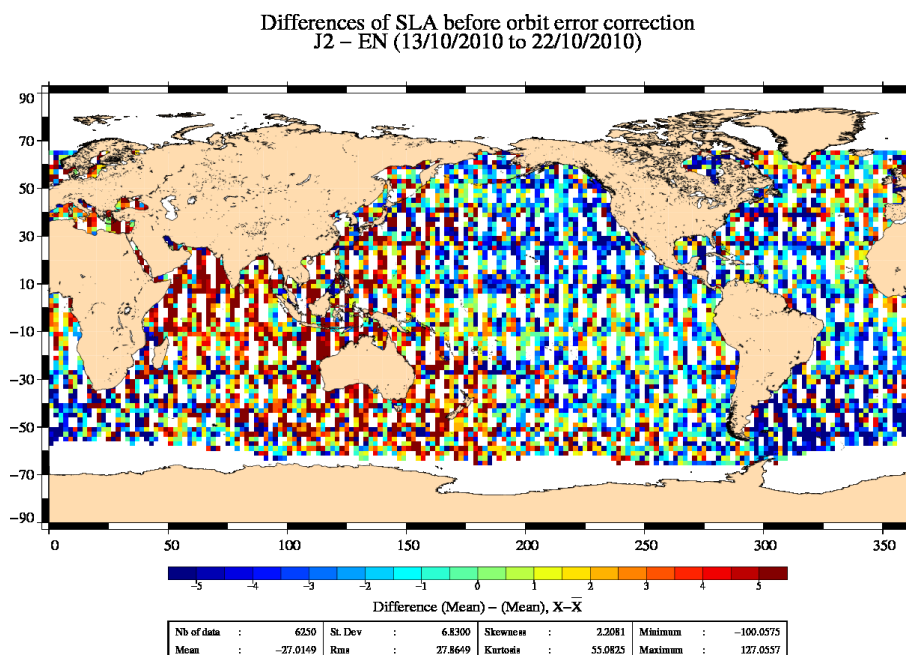 Differences of SLA before orbit error correction
J2 – EN (13/10/2010 to 22/10/2010)
90
70
50
30
10
−10
−30
−50
−70
−90
0 50 100 150 200 250 300 350
−5 −4 −3 −2 −1 0 1 2 3 4 5
Difference (Mean) – (Mean), X–X̅
Nb of data : 6250 St. Dev : 6.8300 Skewness : 2.2081 Minimum : −100.0575
Mean : −27.0149 Rms : 27.8649 Kurtosis : 55.0825 Maximum : 127.0557